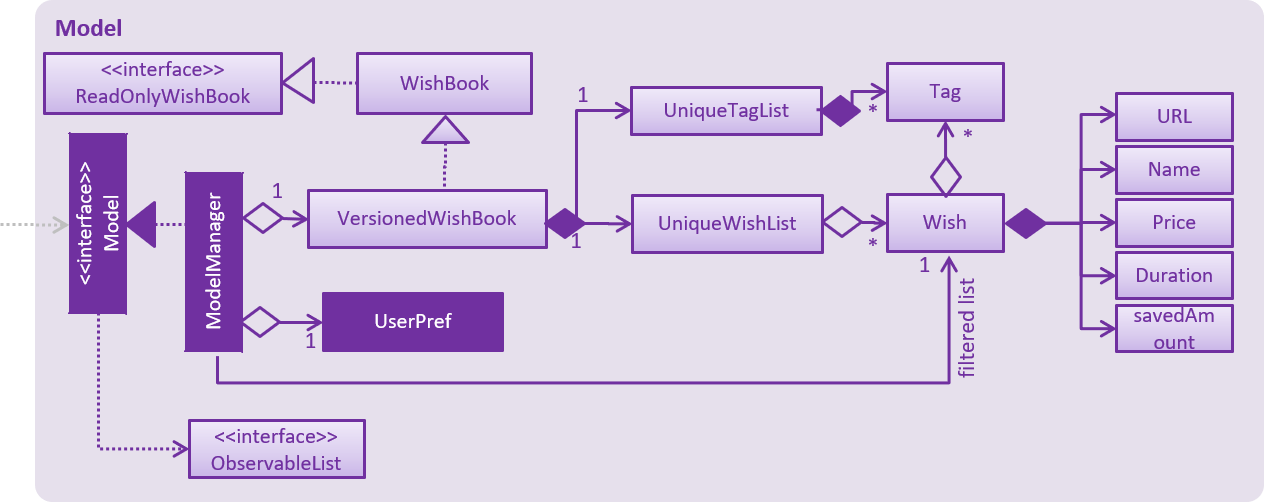 Model
<<interface>>
ReadOnlyWishBook
WishBook
1
UniqueTagList
*
Tag
*
URL
Name
Price
Duration
savedAm
ount
<<interface>>
Model
ModelManager
1
VersionedWishBook
1
UniqueWishList
*
Wish
1
filtered list
UserPref
1
<<interface>>
ObservableList